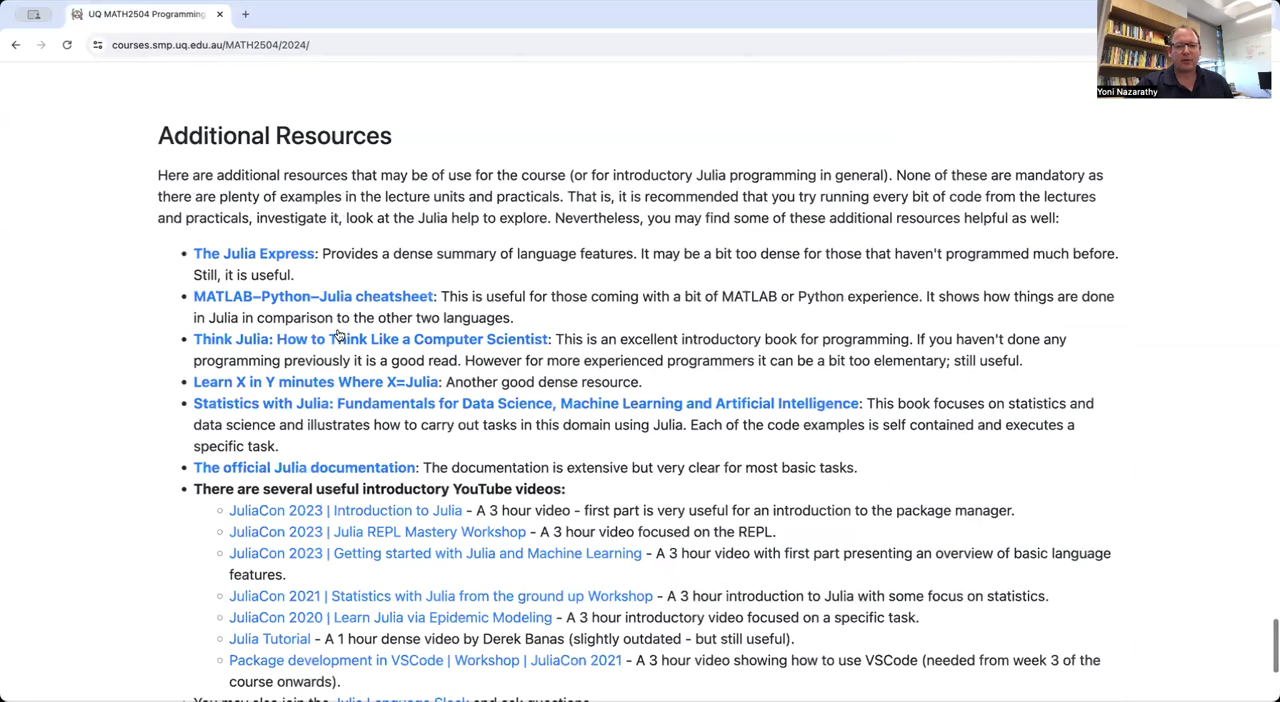 UQ MATH2504 Programming
courses.smp.uq.edu.au/MATH2504/2024/
Yoni Nazarathy
Additional Resources
Here are additional resources that may be of use for the course (or for introductory Julia programming in general). None of these are mandatory as
there are plenty of examples in the lecture units and practicals. That is, it is recommended that you try running every bit of code from the lectures
and practicals, investigate it, look at the Julia help to explore. Nevertheless, you may find some of these additional resources helpful as well:
• The Julia Express: Provides a dense summary of language features. It may be a bit too dense for those that haven't programmed much before.
Still, it is useful.
• MATLAB–Python–Julia cheatsheet: This is useful for those coming with a bit of MATLAB or Python experience. It shows how things are done
in Julia in comparison to the other two languages.
• Think Julia: How to Think Like a Computer Scientist: This is an excellent introductory book for programming. If you haven't done any
programming previously it is a good read. However for more experienced programmers it can be a bit too elementary; still useful.
• Learn X in Y minutes Where X=Julia: Another good dense resource.
• Statistics with Julia: Fundamentals for Data Science, Machine Learning and Artificial Intelligence: This book focuses on statistics and
data science and illustrates how to carry out tasks in this domain using Julia. Each of the code examples is self contained and executes a
specific task.
• The official Julia documentation: The documentation is extensive but very clear for most basic tasks.
• There are several useful introductory YouTube videos:
○ JuliaCon 2023 | Introduction to Julia - A 3 hour video - first part is very useful for an introduction to the package manager.
○ JuliaCon 2023 | Julia REPL Mastery Workshop - A 3 hour video focused on the REPL.
○ JuliaCon 2023 | Getting started with Julia and Machine Learning - A 3 hour video with first part presenting an overview of basic language
features.
○ JuliaCon 2021 | Statistics with Julia from the ground up Workshop - A 3 hour introduction to Julia with some focus on statistics.
○ JuliaCon 2020 | Learn Julia via Epidemic Modeling - A 3 hour introductory video focused on a specific task.
○ Julia Tutorial - A 1 hour dense video by Derek Banas (slightly outdated - but still useful).
○ Package development in VSCode | Workshop | JuliaCon 2021 - A 3 hour video showing how to use VSCode (needed from week 3 of the
course onwards).
• You may also join the Julia Language Slack and ask questions.